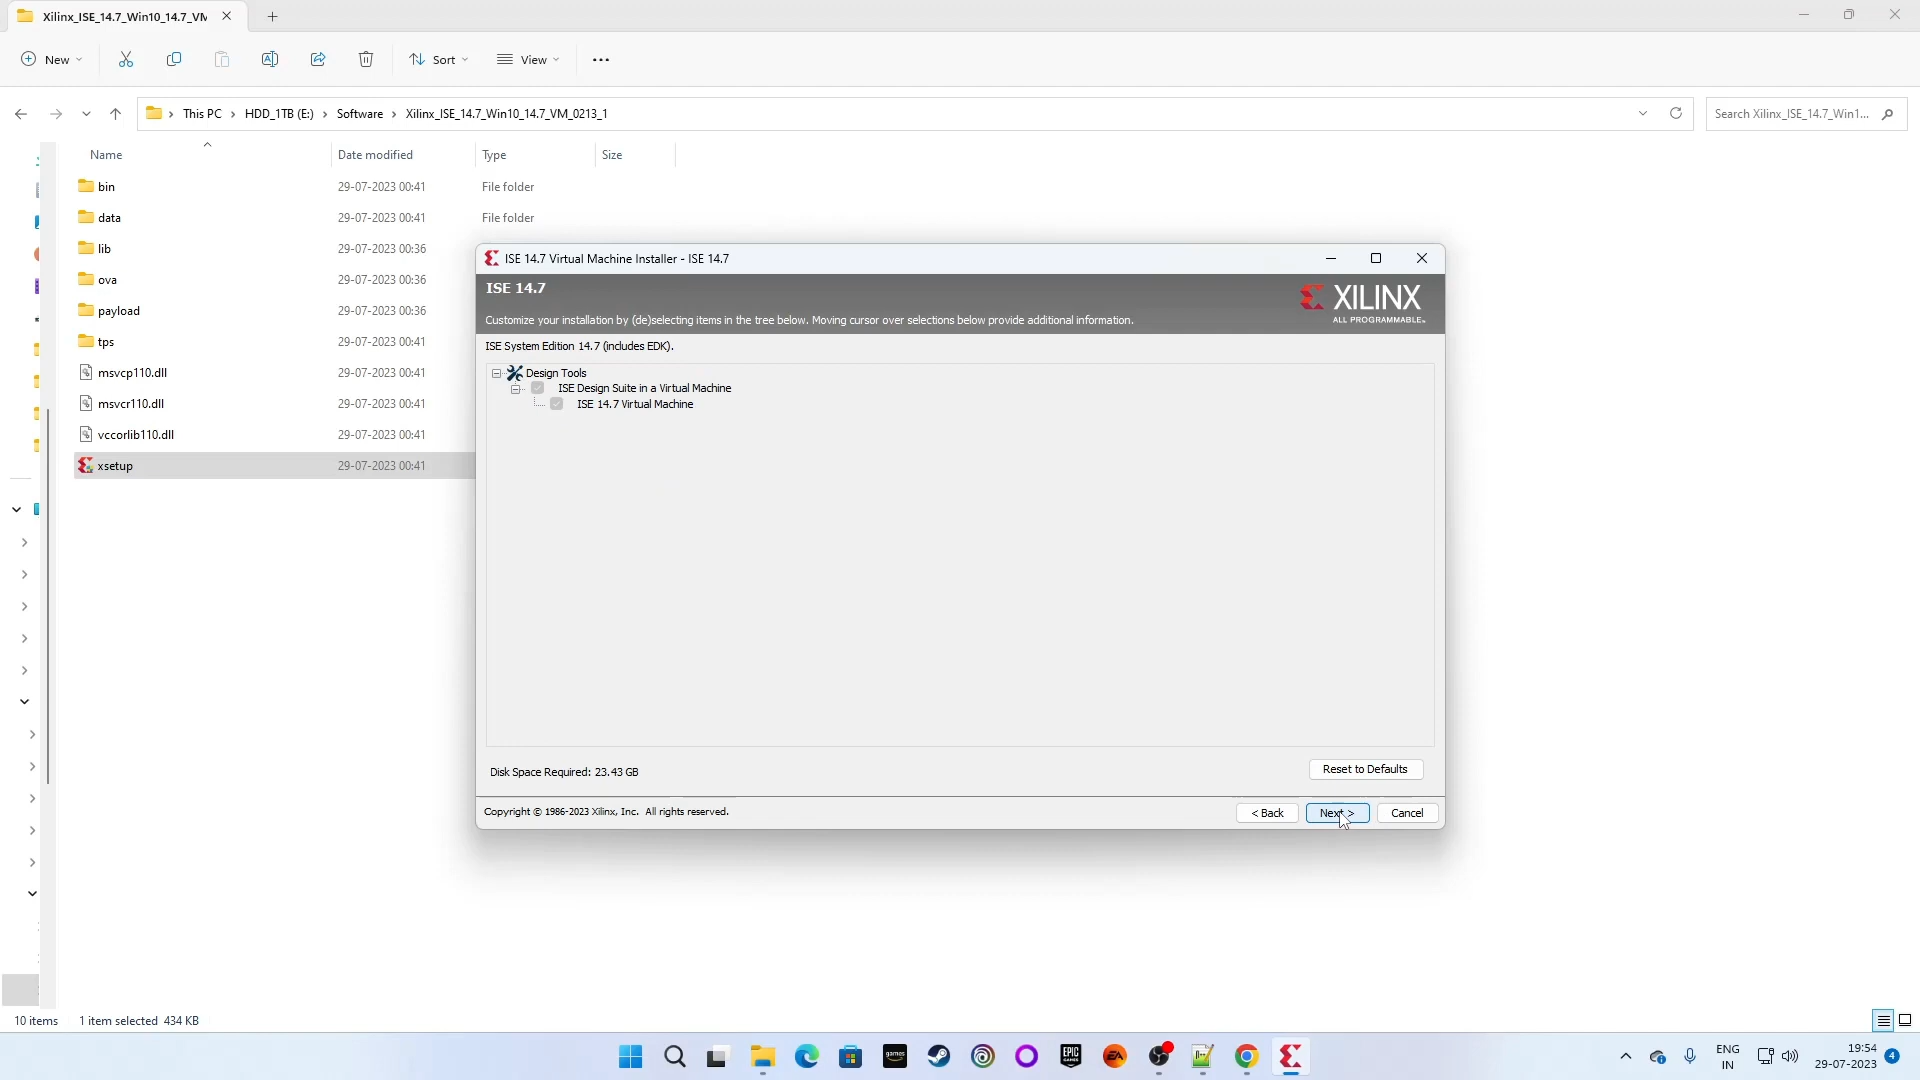 Xilinx_ISE_14.7_Win10_14.7_VM
New
Sort
View
This PC > HDD_1TB (E:) > Software > Xilinx_ISE_14.7_Win10_14.7_VM_0213_1
Search Xilinx_ISE_14.7_Win1...
Name Date modified Type Size
bin 29-07-2023 00:41 File folder
data 29-07-2023 00:41 File folder
lib 29-07-2023 00:36
ova 29-07-2023 00:36
payload 29-07-2023 00:36
tps 29-07-2023 00:41
msvcp110.dll 29-07-2023 00:41
msvcr110.dll 29-07-2023 00:41
vccorlib110.dll 29-07-2023 00:41
xsetup 29-07-2023 00:41
ISE 14.7 Virtual Machine Installer - ISE 14.7
ISE 14.7
XILINX
ALL PROGRAMMABLE.
Customize your installation by (de)selecting items in the tree below. Moving cursor over selections below provide additional information.
ISE System Edition 14.7 (includes EDK).
Design Tools
ISE Design Suite in a Virtual Machine
ISE 14.7 Virtual Machine
Disk Space Required: 23.43 GB
Reset to Defaults
Copyright © 1986-2023 Xilinx, Inc. All rights reserved.
< Back Next > Cancel
10 items 1 item selected 434 KB
games
EPIC GAMES
EA
ENG
IN
19:54
29-07-2023
4